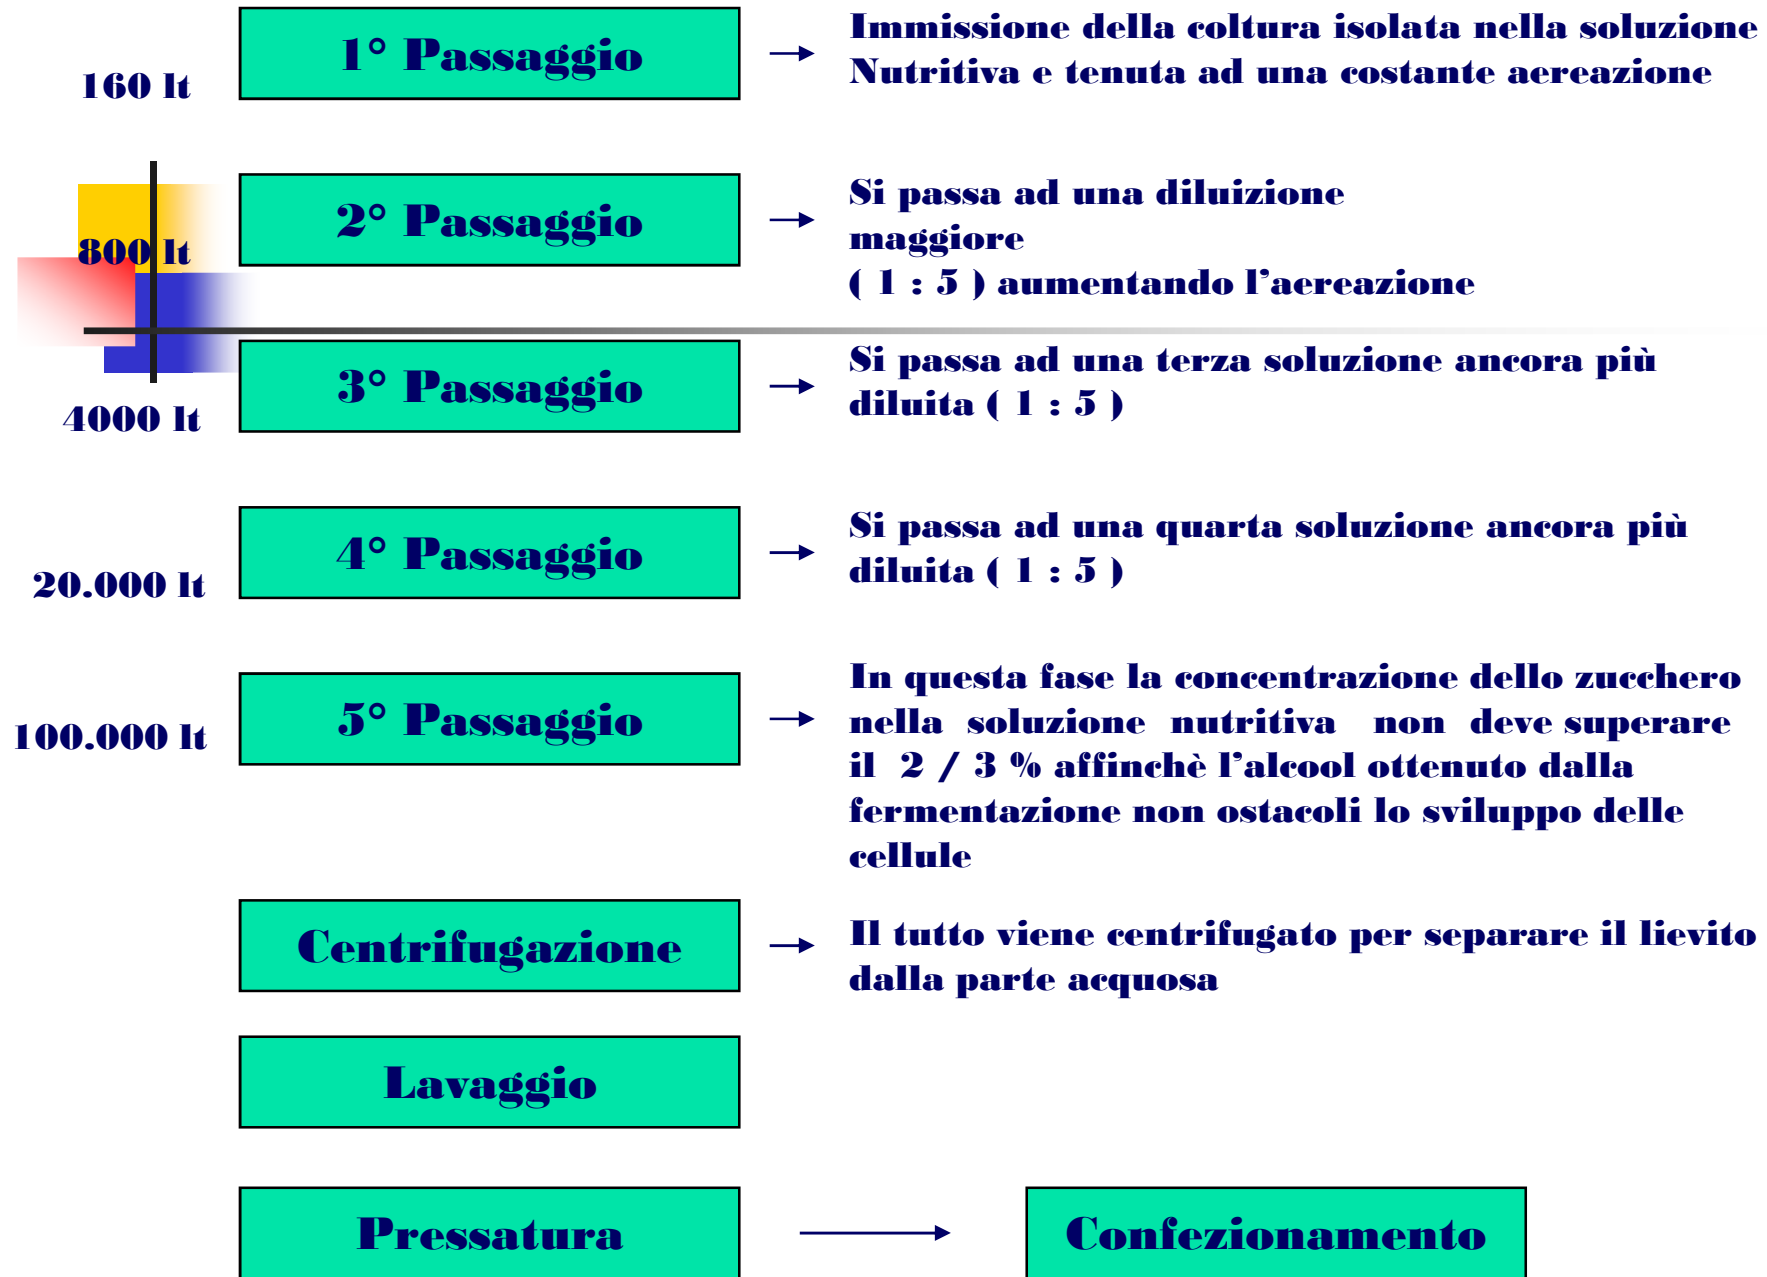 160 lt
1° Passaggio
Immissione della coltura isolata nella soluzione
Nutritiva e tenuta ad una costante aereazione
800 lt
2° Passaggio
Si passa ad una diluizione
maggiore
( 1 : 5 ) aumentando l’aereazione
4000 lt
3° Passaggio
Si passa ad una terza soluzione ancora più
diluita ( 1 : 5 )
20.000 lt
4° Passaggio
Si passa ad una quarta soluzione ancora più
diluita ( 1 : 5 )
100.000 lt
5° Passaggio
In questa fase la concentrazione dello zucchero
nella soluzione nutritiva non deve superare
il 2 / 3 % affinchè l’alcool ottenuto dalla
fermentazione non ostacoli lo sviluppo delle
cellule
Centrifugazione
Il tutto viene centrifugato per separare il lievito
dalla parte acquosa
Lavaggio
Pressatura
Confezionamento